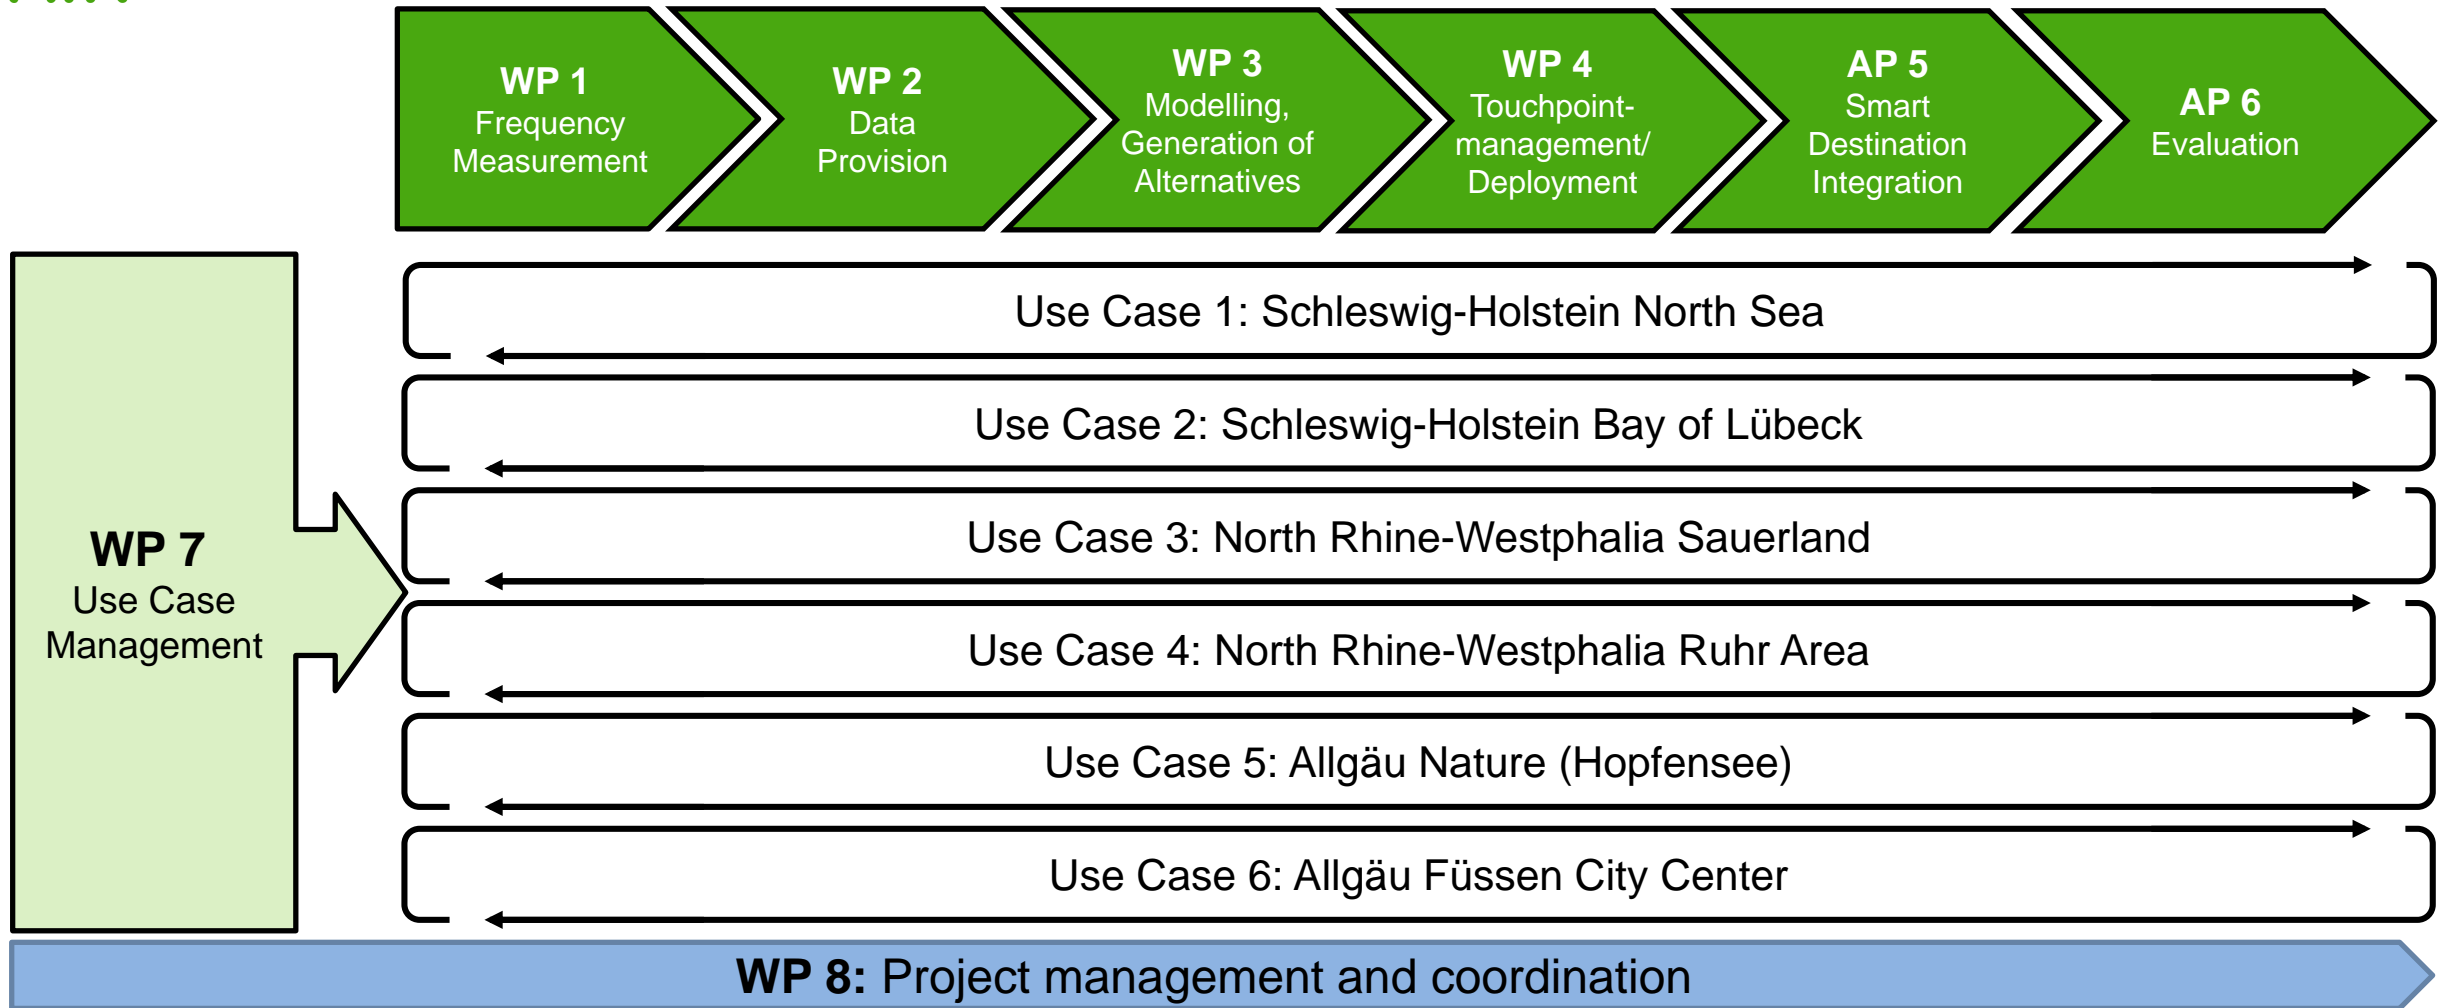 WP 1
Frequency
Measurement
WP 2
Data
Provision
WP 3
Modelling,
Generation of
Alternatives
WP 4
Touchpoint-
management/
Deployment
AP 5
Smart
Destination
Integration
AP 6
Evaluation
WP 7
Use Case
Management
Use Case 1: Schleswig-Holstein North Sea
Use Case 2: Schleswig-Holstein Bay of Lübeck
Use Case 3: North Rhine-Westphalia Sauerland
Use Case 4: North Rhine-Westphalia Ruhr Area
Use Case 5: Allgäu Nature (Hopfensee)
Use Case 6: Allgäu Füssen City Center
WP 8: Project management and coordination